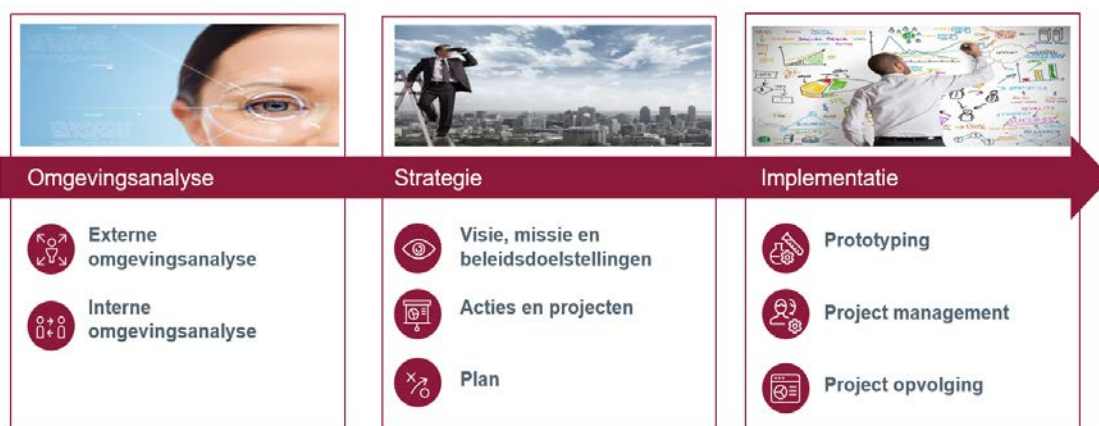 Omgevingsanalyse
Externe
omgevingsanalyse
Interne
omgevingsanalyse
Strategie
Visie, missie en
beleidsdoelstellingen
Acties en projecten
Plan
Implementatie
Prototyping
Project management
Project opvolging